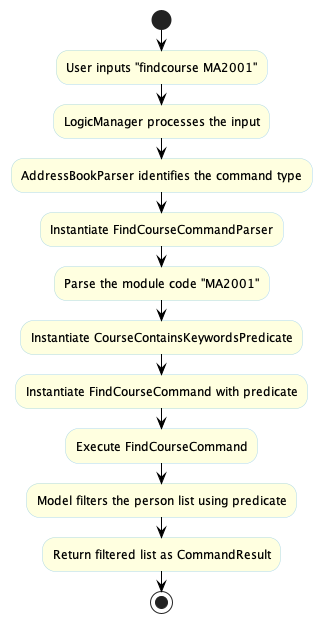 User inputs "findcourse MA2001"
LogicManager processes the input
AddressBookParser identifies the command type
Instantiate FindCourseCommandParser
Parse the module code "MA2001"
Instantiate CourseContainsKeywordsPredicate
Instantiate FindCourseCommand with predicate
Execute FindCourseCommand
Model filters the person list using predicate
Return filtered list as CommandResult